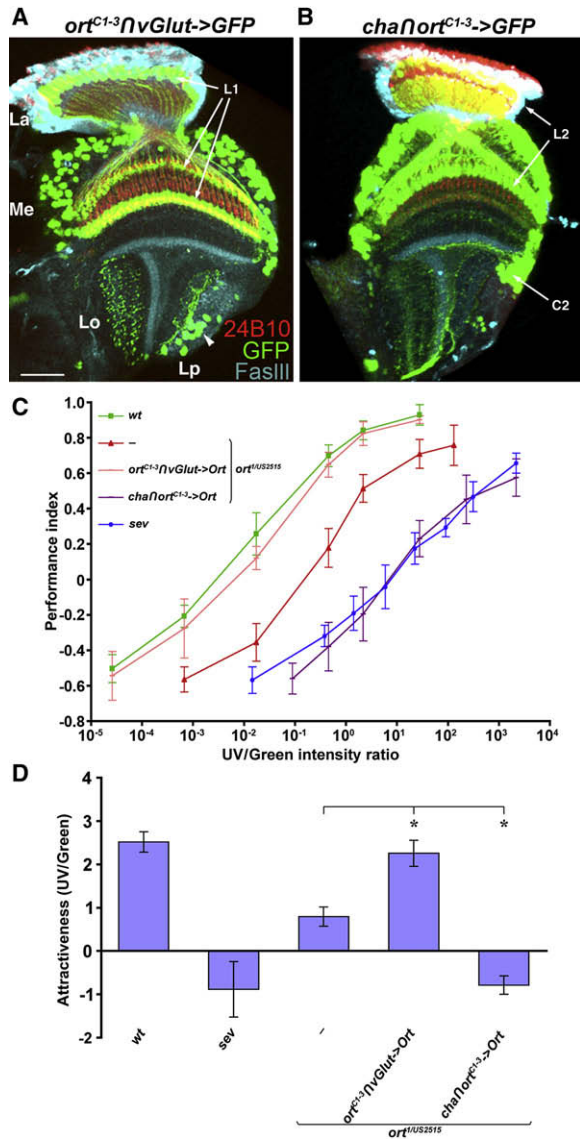 A ort^C1-3∩vGlut->GFP
L1
La
Me
Lo
Lp
24B10
GFP
FasIII
B cha∩ort^C1-3->GFP
L2
C2
C
wt
–
ort^C1-3∩vGlut->Ort
cha∩ort^C1-3->Ort
ort^1/US2515
sev
Performance index
1.0
0.8
0.6
0.4
0.2
0
-0.2
-0.4
-0.6
-0.8
10^-5 10^-4 10^-3 10^-2 10^-1 10^0 10^1 10^2 10^3 10^4
UV/Green intensity ratio
D
Attractiveness (UV/Green)
4
3
2
1
0
-1
-2
* *
wt
sev
–
ort^C1-3∩vGlut->Ort
cha∩ort^C1-3->Ort
ort^1/US2515